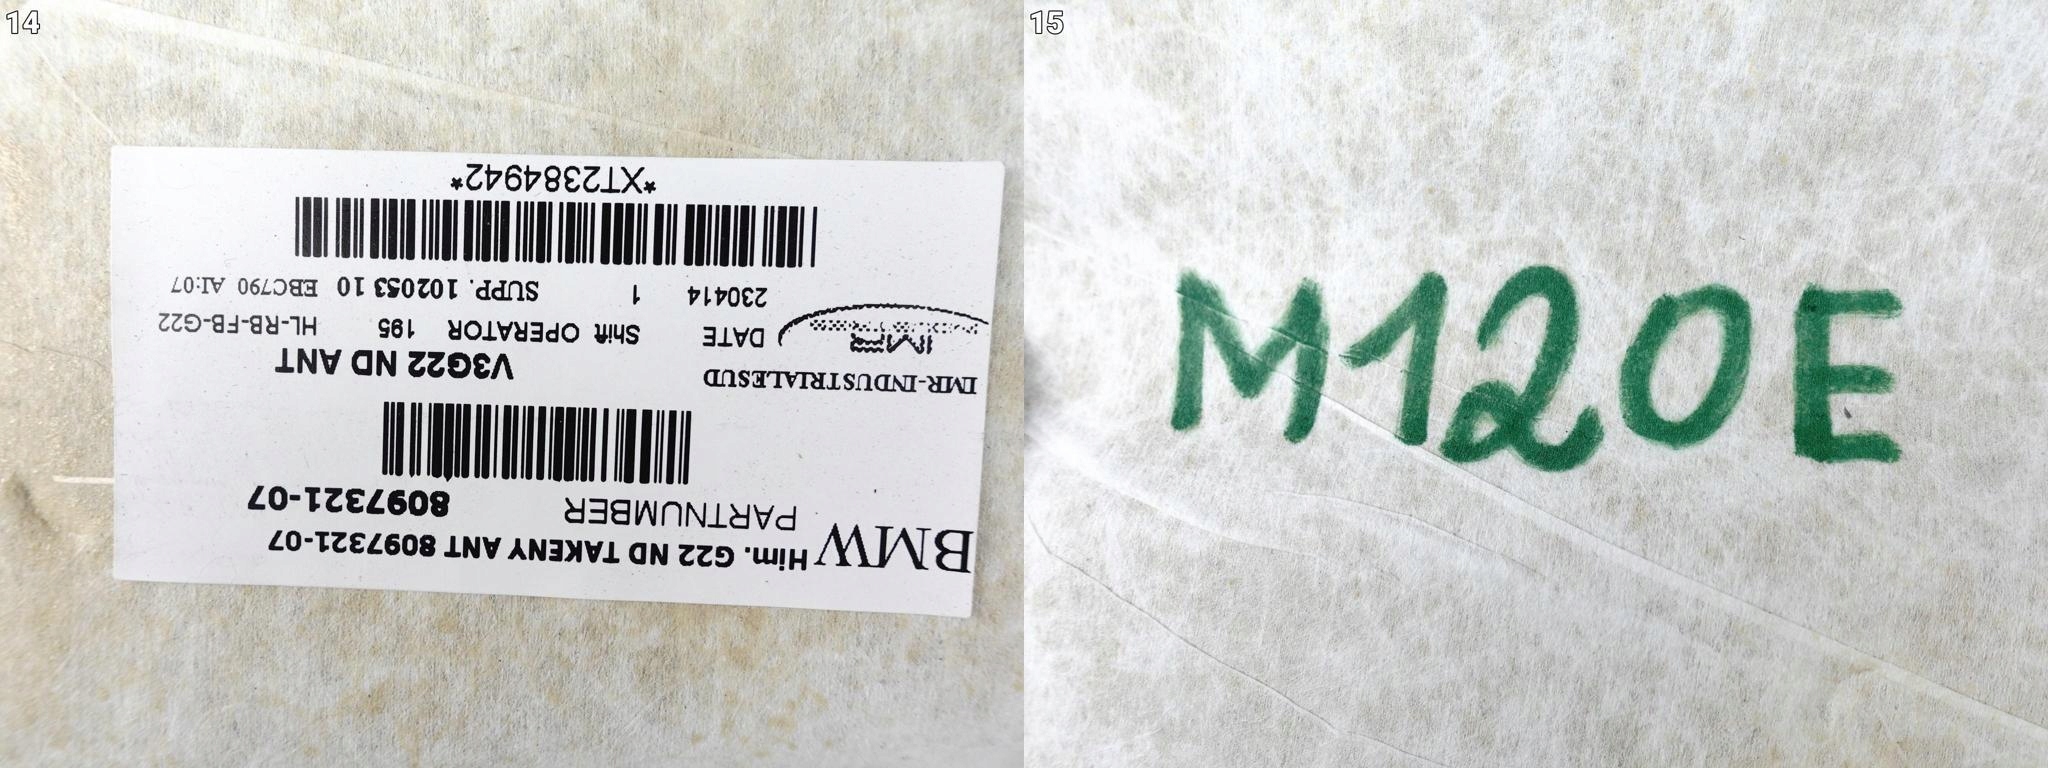 14
BMW Him. G22 ND TAKENY ANT 8097321-07
PARTNUMBER 8097321-07
IMR-INDUSTRIALESUD
V3G22 ND ANT
IMR
DATE Shift OPERATOR 195 HL-RB-FB-G22
230414 1 SUPP. 102053 10 EBC790 AI:07
*XT2384942*
15
M120E